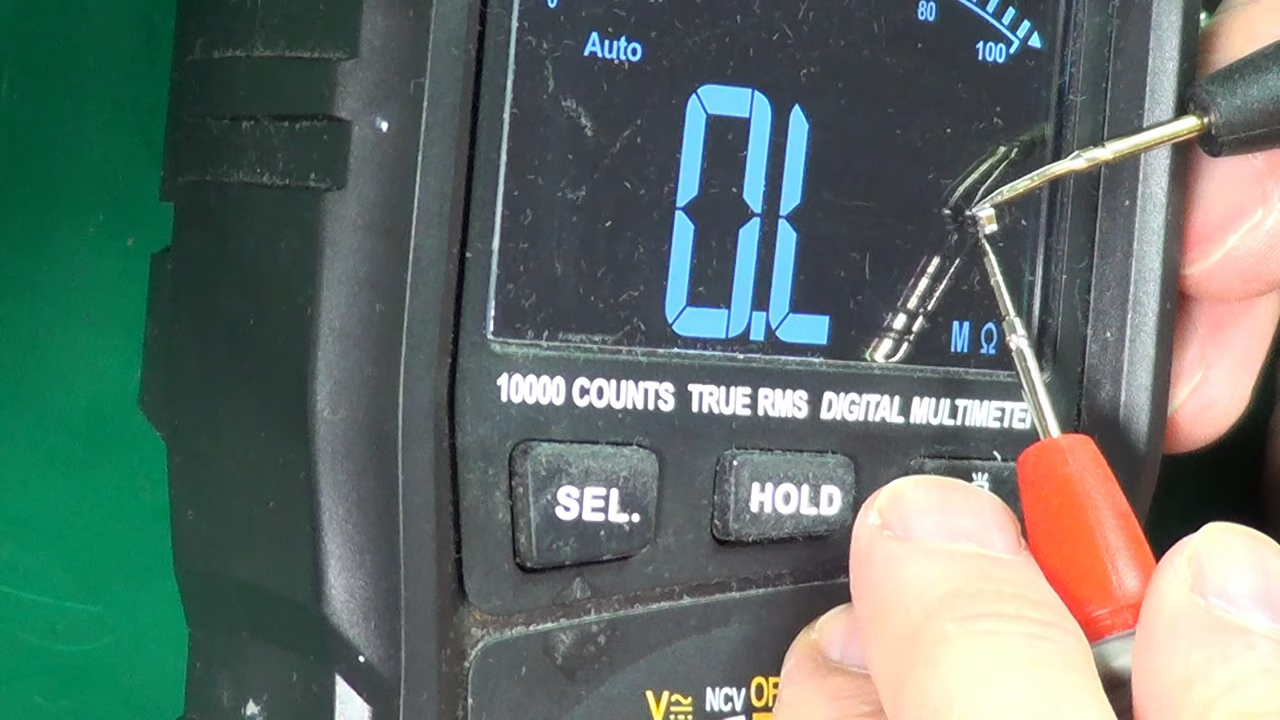 80
100
Auto
0.L
M Ω
10000 COUNTS TRUE RMS DIGITAL MULTIMETER
SEL.
HOLD
V NCV